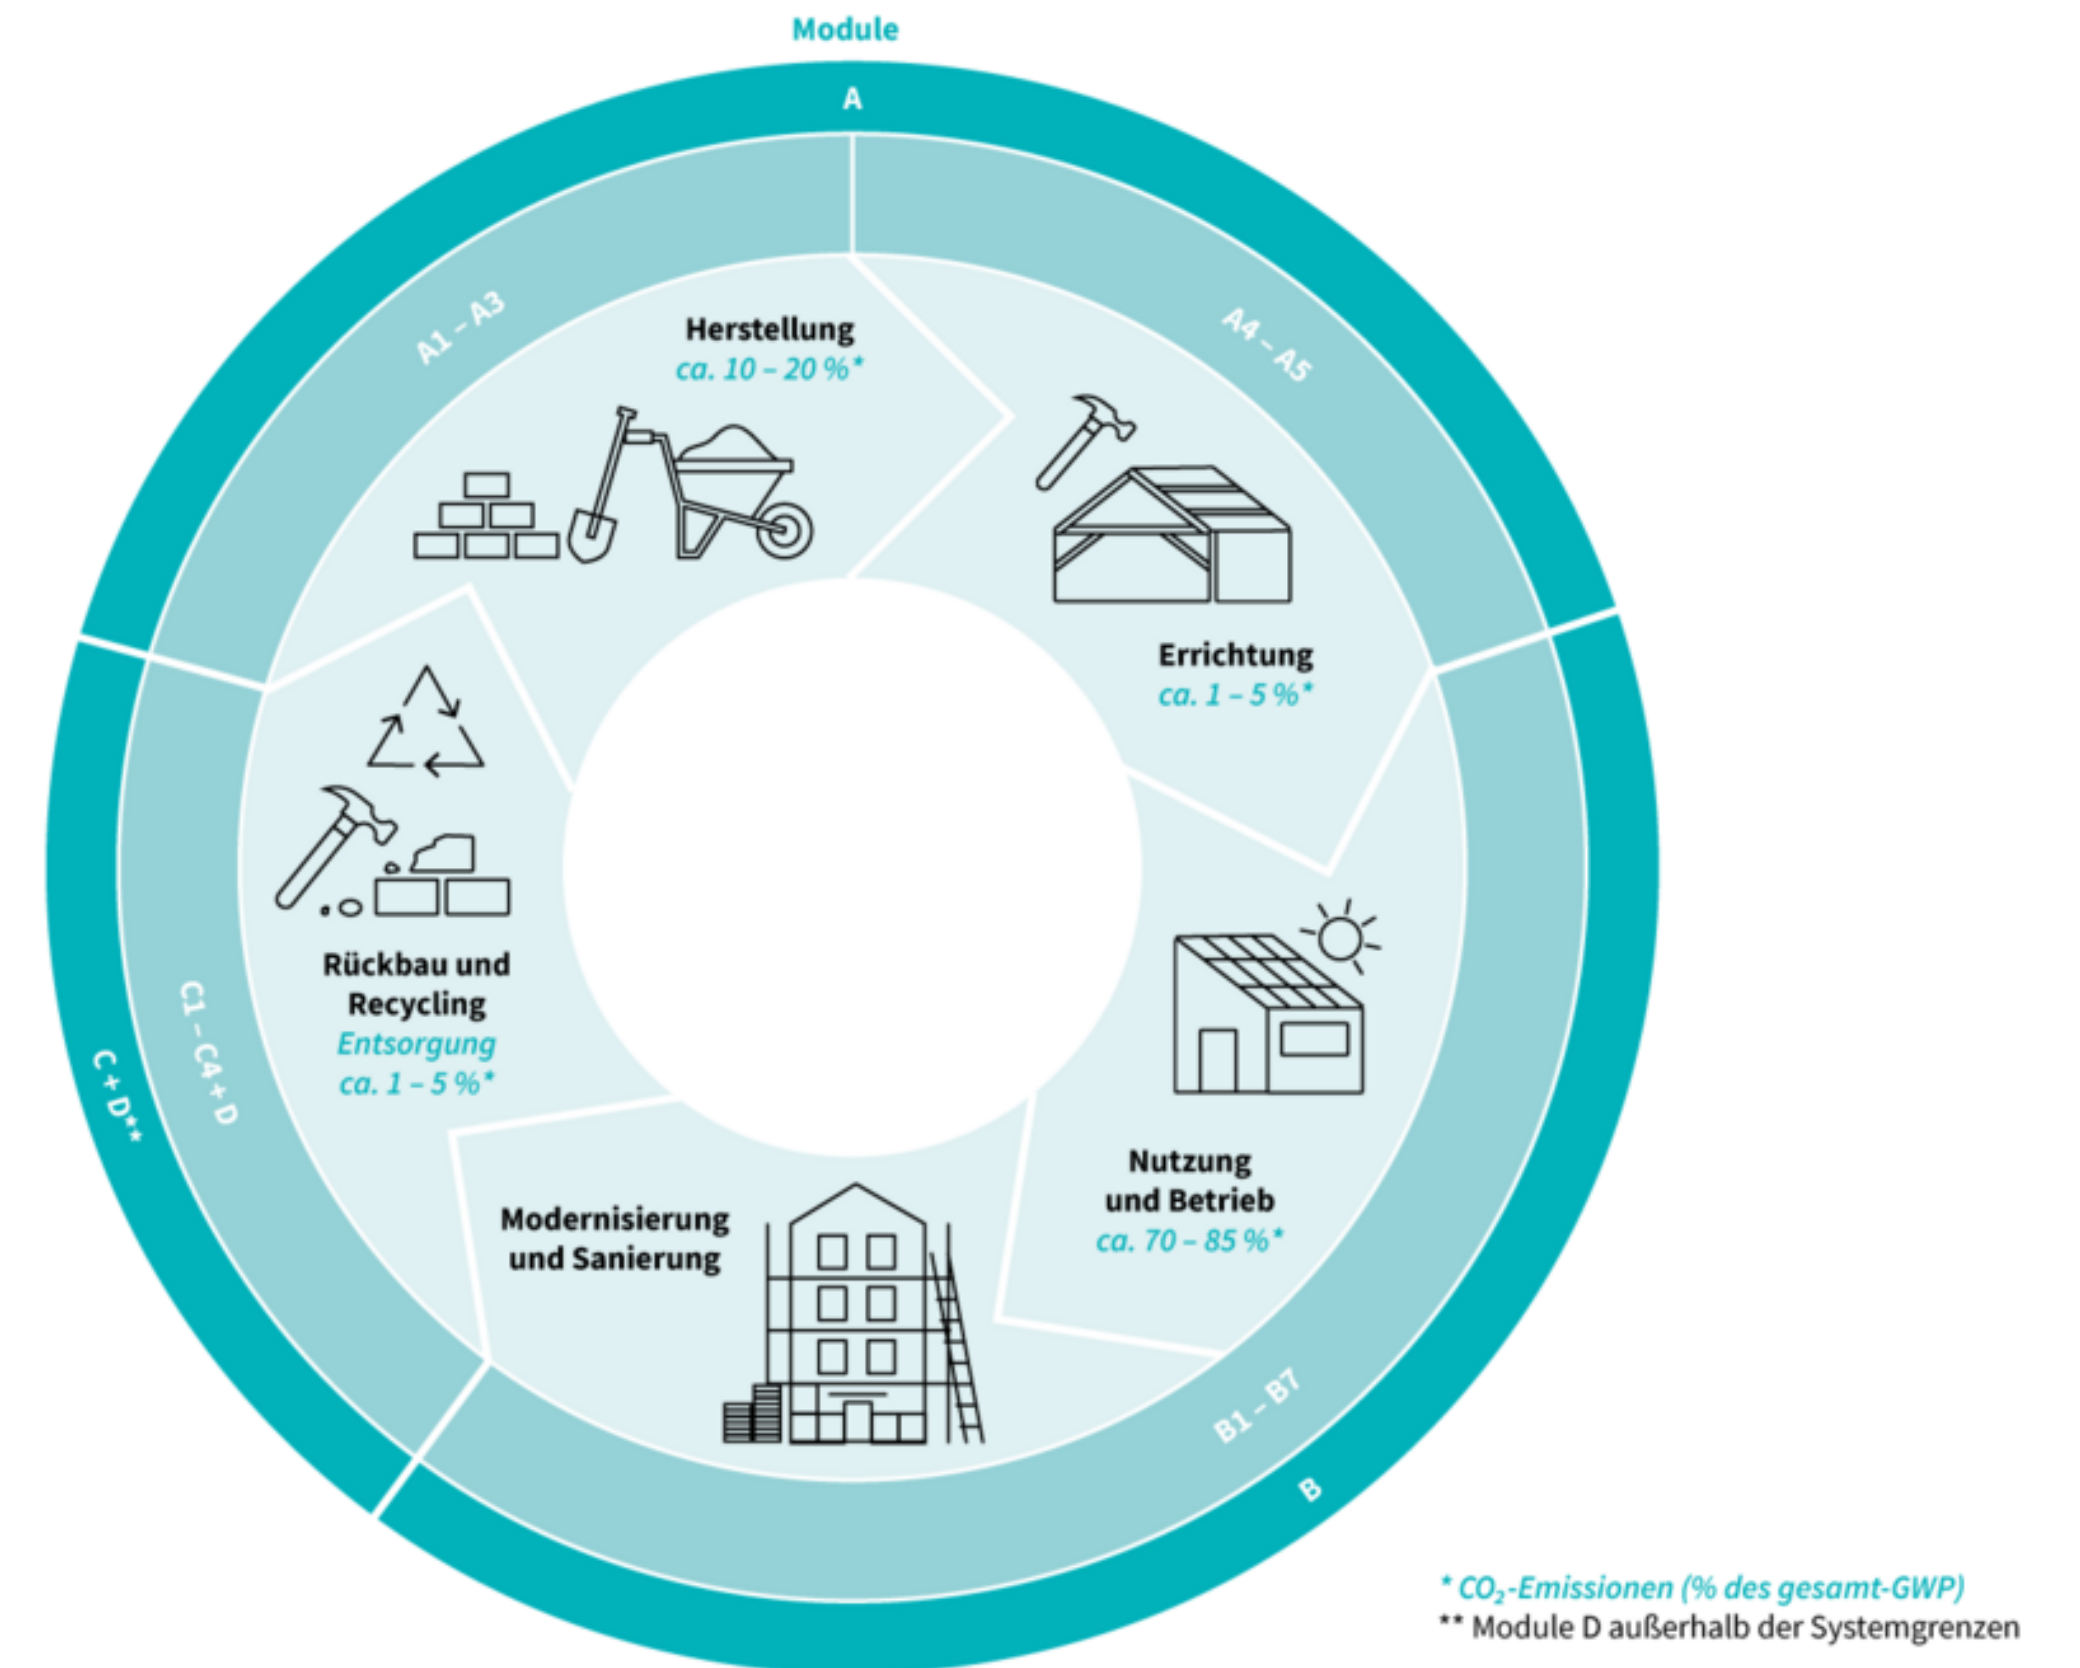 Module
A
A1 – A3
A4 – A5
Herstellung
ca. 10 – 20 %*
Errichtung
ca. 1 – 5 %*
Nutzung
und Betrieb
ca. 70 – 85 %*
B1 – B7
B
Modernisierung
und Sanierung
Rückbau und
Recycling
Entsorgung
ca. 1 – 5 %*
C1 – C4 + D
C + D**
* CO₂-Emissionen (% des gesamt-GWP)
** Module D außerhalb der Systemgrenzen